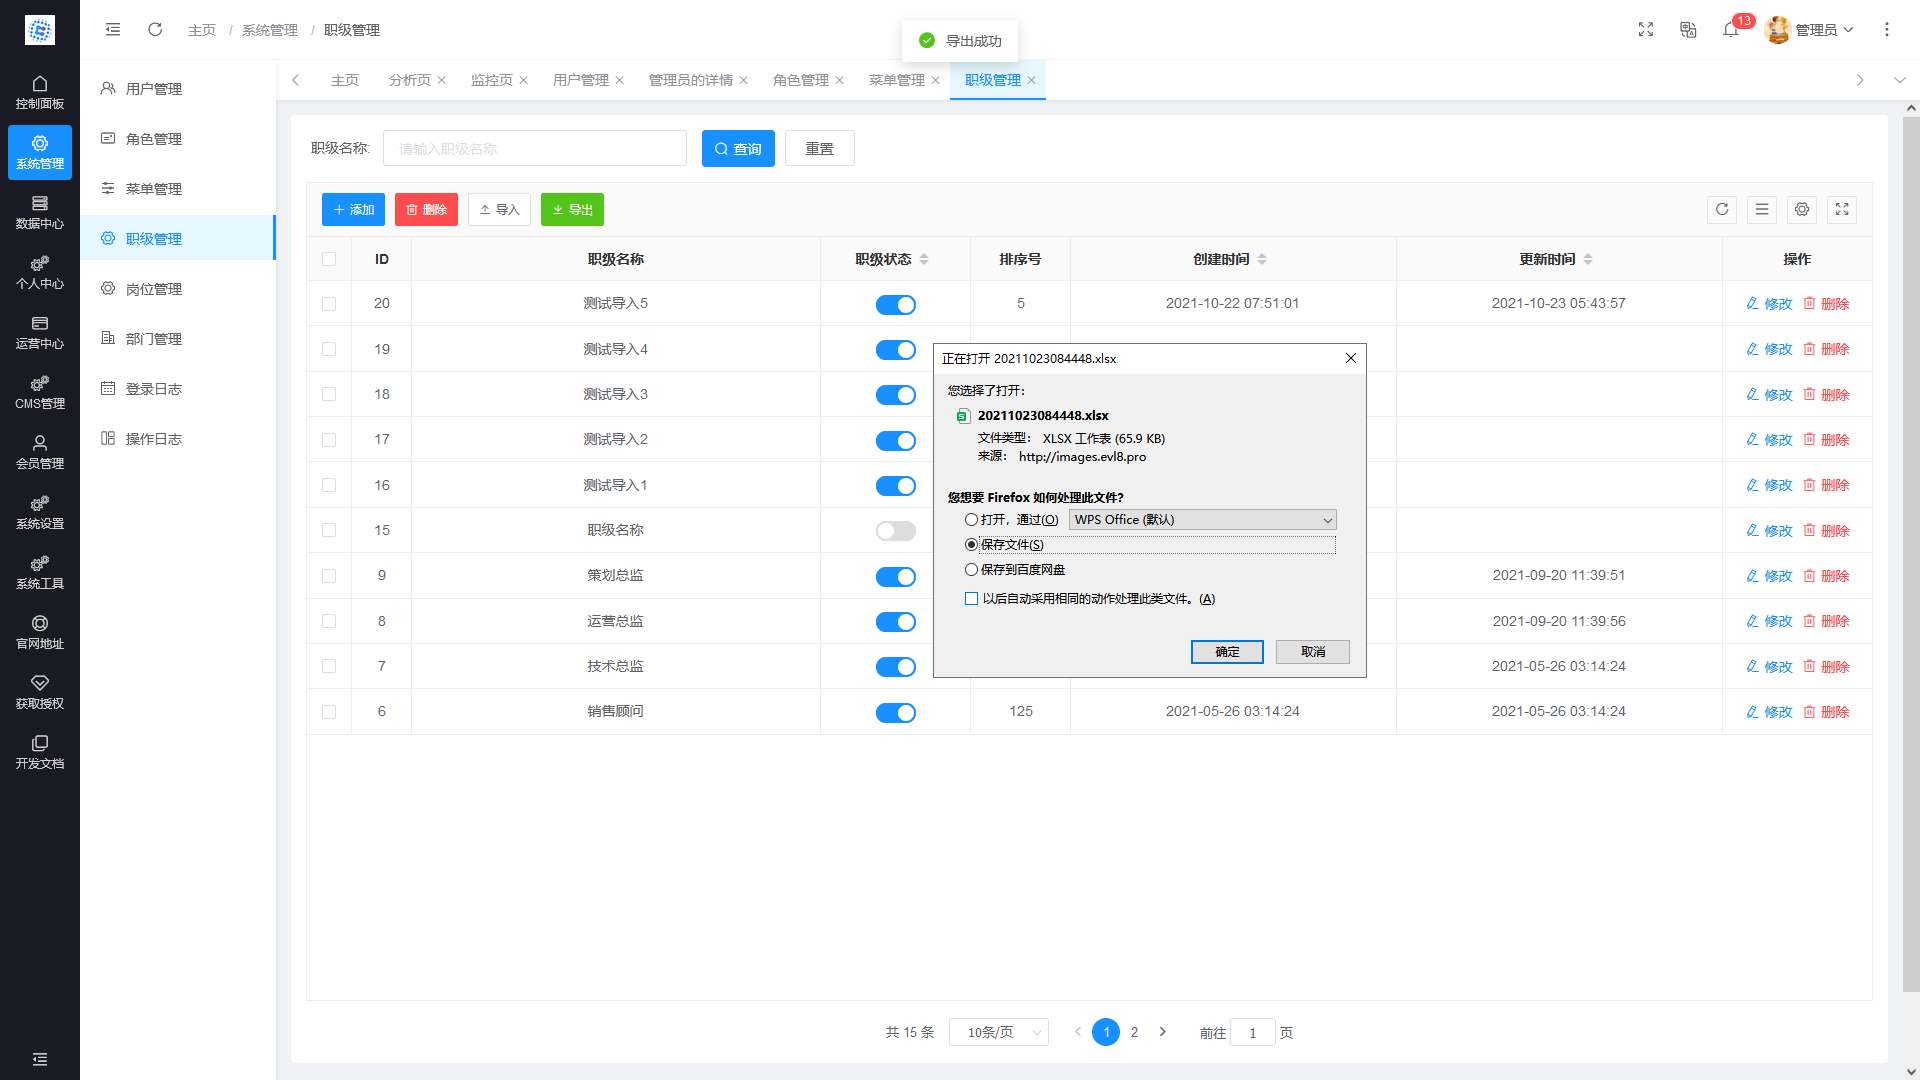 主页 / 系统管理 / 职级管理
导出成功
13
管理员
控制面板
系统管理
数据中心
个人中心
运营中心
CMS管理
会员管理
系统设置
系统工具
官网地址
获取授权
开发文档
用户管理
角色管理
菜单管理
职级管理
岗位管理
部门管理
登录日志
操作日志
主页 分析页 监控页 用户管理 管理员的详情 角色管理 菜单管理 职级管理
职级名称: 请输入职级名称 查询 重置
添加 删除 导入 导出
ID 职级名称 职级状态 排序号 创建时间 更新时间 操作
20 测试导入5 5 2021-10-22 07:51:01 2021-10-23 05:43:57 修改 删除
19 测试导入4 修改 删除
18 测试导入3 修改 删除
17 测试导入2 修改 删除
16 测试导入1 修改 删除
15 职级名称 修改 删除
9 策划总监 2021-09-20 11:39:51 修改 删除
8 运营总监 2021-09-20 11:39:56 修改 删除
7 技术总监 2021-05-26 03:14:24 修改 删除
6 销售顾问 125 2021-05-26 03:14:24 2021-05-26 03:14:24 修改 删除
正在打开 20211023084448.xlsx
您选择了打开:
20211023084448.xlsx
文件类型: XLSX 工作表 (65.9 KB)
来源: http://images.evl8.pro
您想要 Firefox 如何处理此文件?
打开，通过(O) WPS Office (默认)
保存文件(S)
保存到百度网盘
以后自动采用相同的动作处理此类文件。(A)
确定 取消
共 15 条 10条/页 1 2 前往 1 页